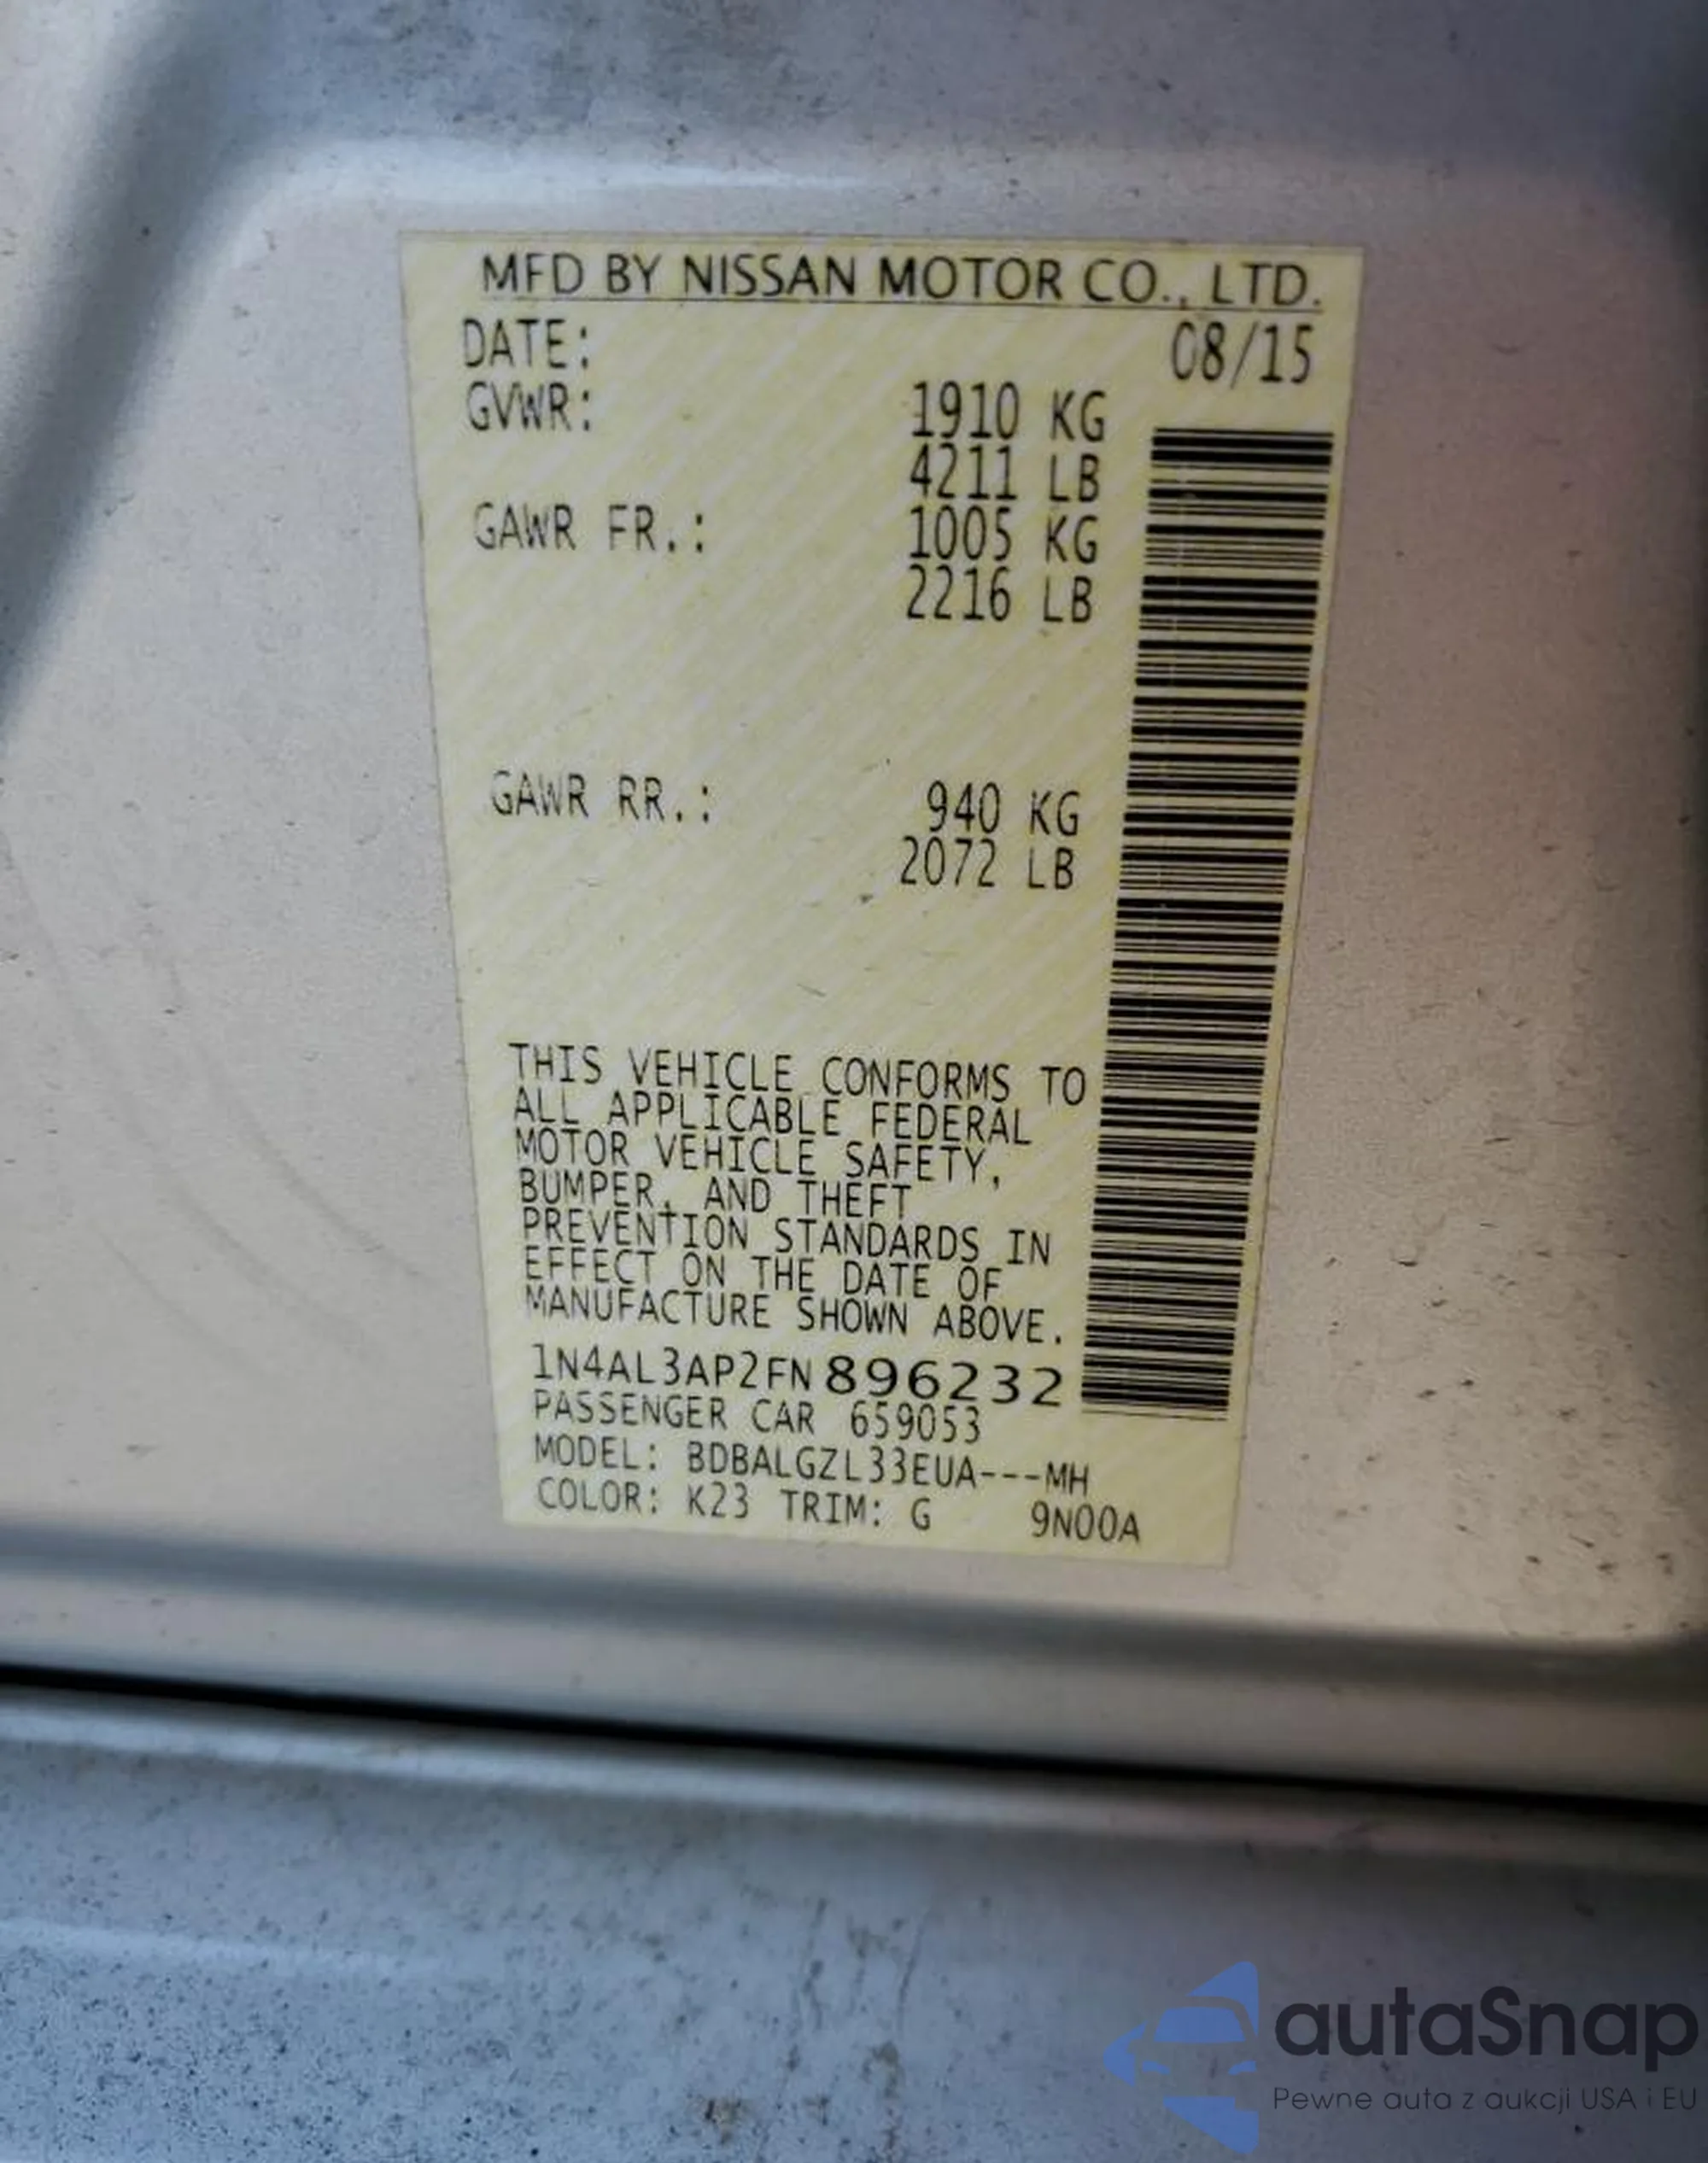 MFD BY NISSAN MOTOR CO., LTD.
DATE: 08/15
GVWR: 1910 KG
4211 LB
GAWR FR.: 1005 KG
2216 LB
GAWR RR.: 940 KG
2072 LB
THIS VEHICLE CONFORMS TO
ALL APPLICABLE FEDERAL
MOTOR VEHICLE SAFETY,
BUMPER, AND THEFT
PREVENTION STANDARDS IN
EFFECT ON THE DATE OF
MANUFACTURE SHOWN ABOVE.
1N4AL3AP2FN896232
PASSENGER CAR 659053
MODEL: BDBALGZL33EUA---MH
COLOR: K23 TRIM: G 9N00A
autaSnap
Pewne auta z aukcji USA i EU